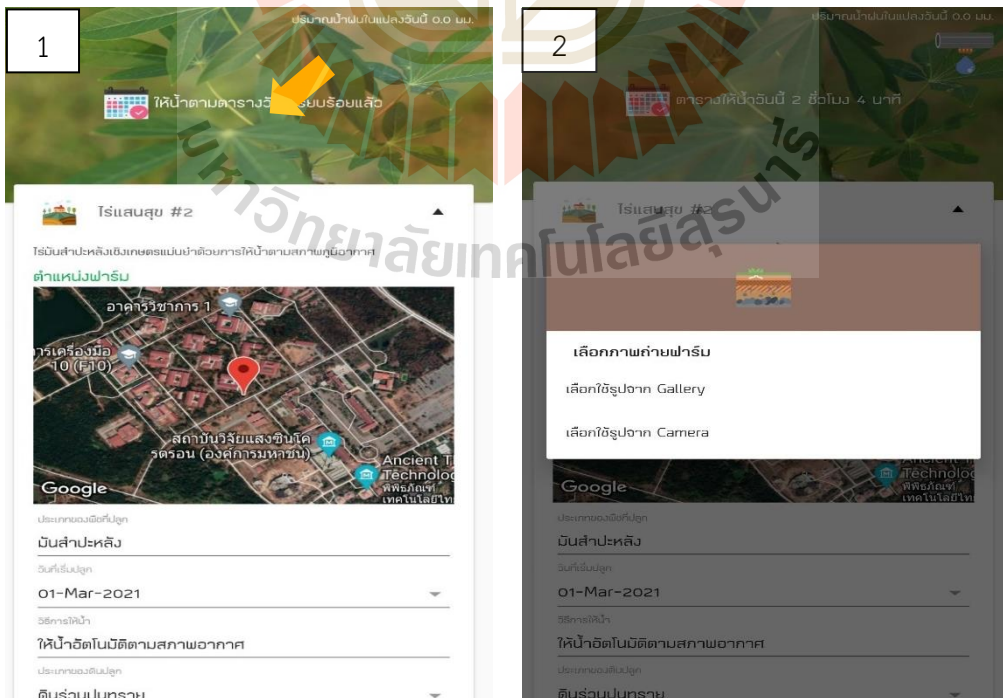 1
ปริมาณน้ำฝนในแปลงวันนี้ 0.0 มม.
ให้น้ำตามตารางวันนี้เรียบร้อยแล้ว
ไร่แสนสุข #2
ไร่มันสำปะหลังเชิงเกษตรแม่นยำด้วยการให้น้ำตามสภาพภูมิอากาศ
ตำแหน่งฟาร์ม
อาคารวิชาการ 1
ารเครื่องมือ
10 (F10)
สถาบันวิจัยแสงซินโค
รตรอน (องค์การมหาชน)
Ancient T
Technolog
พิพิธภัณฑ์
เทคโนโลยีไท
Google
ประเภทของพืชที่ปลูก
มันสำปะหลัง
วันที่เริ่มปลูก
01-Mar-2021
วิธีการให้น้ำ
ให้น้ำอัตโนมัติตามสภาพอากาศ
ประเภทของดินปลูก
ดินร่วนปนทราย
2
ปริมาณน้ำฝนในแปลงวันนี้ 0.0 มม.
ตารางให้น้ำวันนี้ 2 ชั่วโมง 4 นาที
ไร่แสนสุข #2
เลือกภาพถ่ายฟาร์ม
เลือกใช้รูปจาก Gallery
เลือกใช้รูปจาก Camera
Ancient T
Technolog
พิพิธภัณฑ์
เทคโนโลยีไท
Google
ประเภทของพืชที่ปลูก
มันสำปะหลัง
วันที่เริ่มปลูก
01-Mar-2021
วิธีการให้น้ำ
ให้น้ำอัตโนมัติตามสภาพอากาศ
ประเภทของดินปลูก
ดินร่วนปนทราย
มหาวิทยาลัยเทคโนโลยีสุรนารี